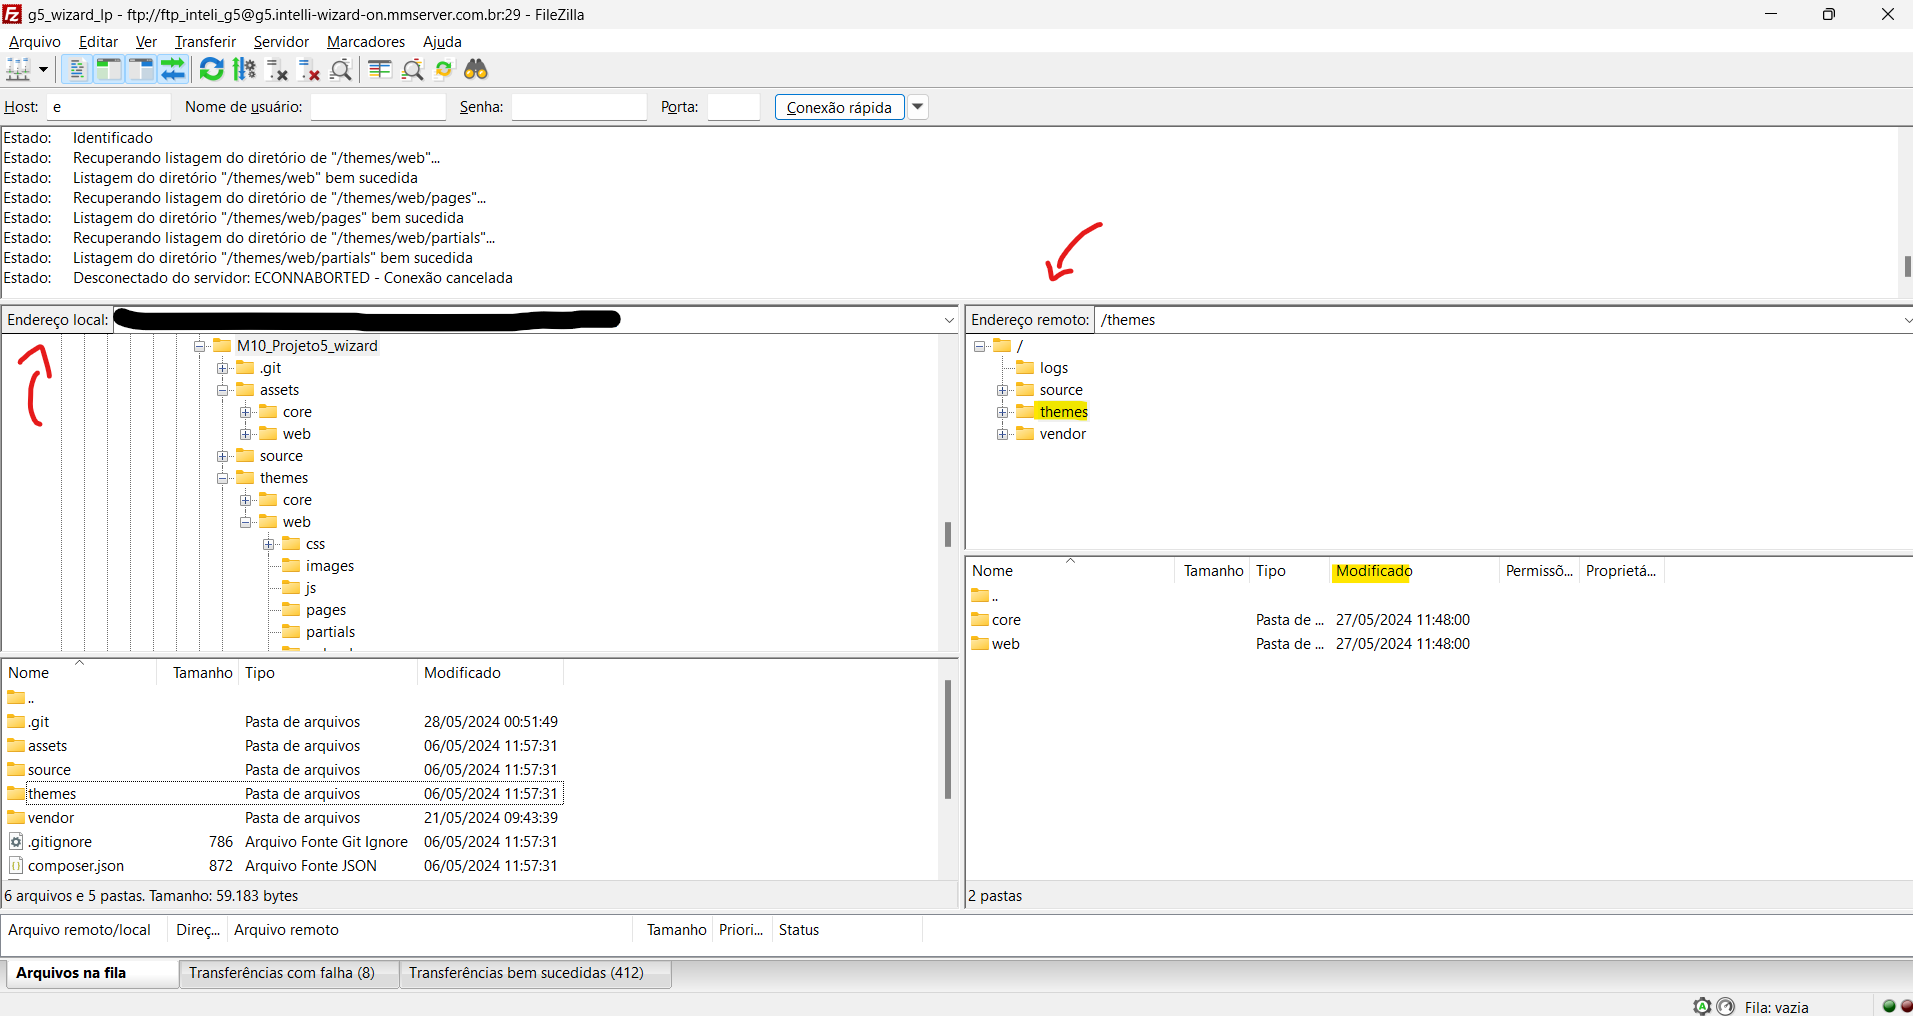 g5_wizard_lp - ftp://ftp_inteli_g5@g5.intelli-wizard-on.mmserver.com.br:29 - FileZilla
Arquivo Editar Ver Transferir Servidor Marcadores Ajuda
Host: e Nome de usuário: Senha: Porta: Conexão rápida
Estado: Identificado
Estado: Recuperando listagem do diretório de "/themes/web"...
Estado: Listagem do diretório "/themes/web" bem sucedida
Estado: Recuperando listagem do diretório de "/themes/web/pages"...
Estado: Listagem do diretório "/themes/web/pages" bem sucedida
Estado: Recuperando listagem do diretório de "/themes/web/partials"...
Estado: Listagem do diretório "/themes/web/partials" bem sucedida
Estado: Desconectado do servidor: ECONNABORTED - Conexão cancelada
Endereço local:
M10_Projeto5_wizard
.git
assets
core
web
source
themes
core
web
css
images
js
pages
partials
Nome Tamanho Tipo Modificado
..
.git Pasta de arquivos 28/05/2024 00:51:49
assets Pasta de arquivos 06/05/2024 11:57:31
source Pasta de arquivos 06/05/2024 11:57:31
themes Pasta de arquivos 06/05/2024 11:57:31
vendor Pasta de arquivos 21/05/2024 09:43:39
.gitignore 786 Arquivo Fonte Git Ignore 06/05/2024 11:57:31
composer.json 872 Arquivo Fonte JSON 06/05/2024 11:57:31
6 arquivos e 5 pastas. Tamanho: 59.183 bytes
Endereço remoto: /themes
/
logs
source
themes
vendor
Nome Tamanho Tipo Modificado Permissõ... Proprietá...
..
core Pasta de ... 27/05/2024 11:48:00
web Pasta de ... 27/05/2024 11:48:00
2 pastas
Arquivo remoto/local Direç... Arquivo remoto Tamanho Priori... Status
Arquivos na fila Transferências com falha (8) Transferências bem sucedidas (412)
Fila: vazia